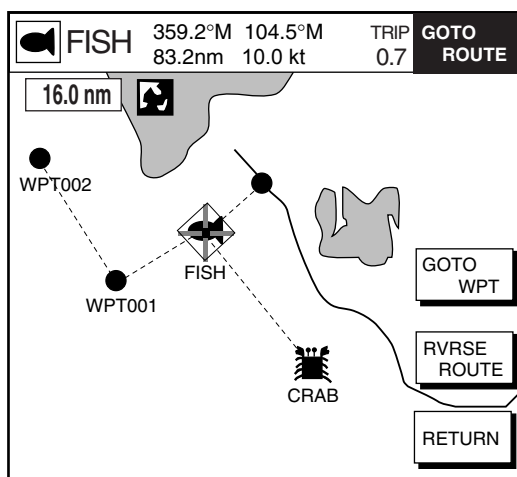 FISH
359.2°M 104.5°M
83.2nm 10.0 kt
TRIP
0.7
GOTO
ROUTE
16.0 nm
WPT002
FISH
WPT001
CRAB
GOTO
WPT
RVRSE
ROUTE
RETURN